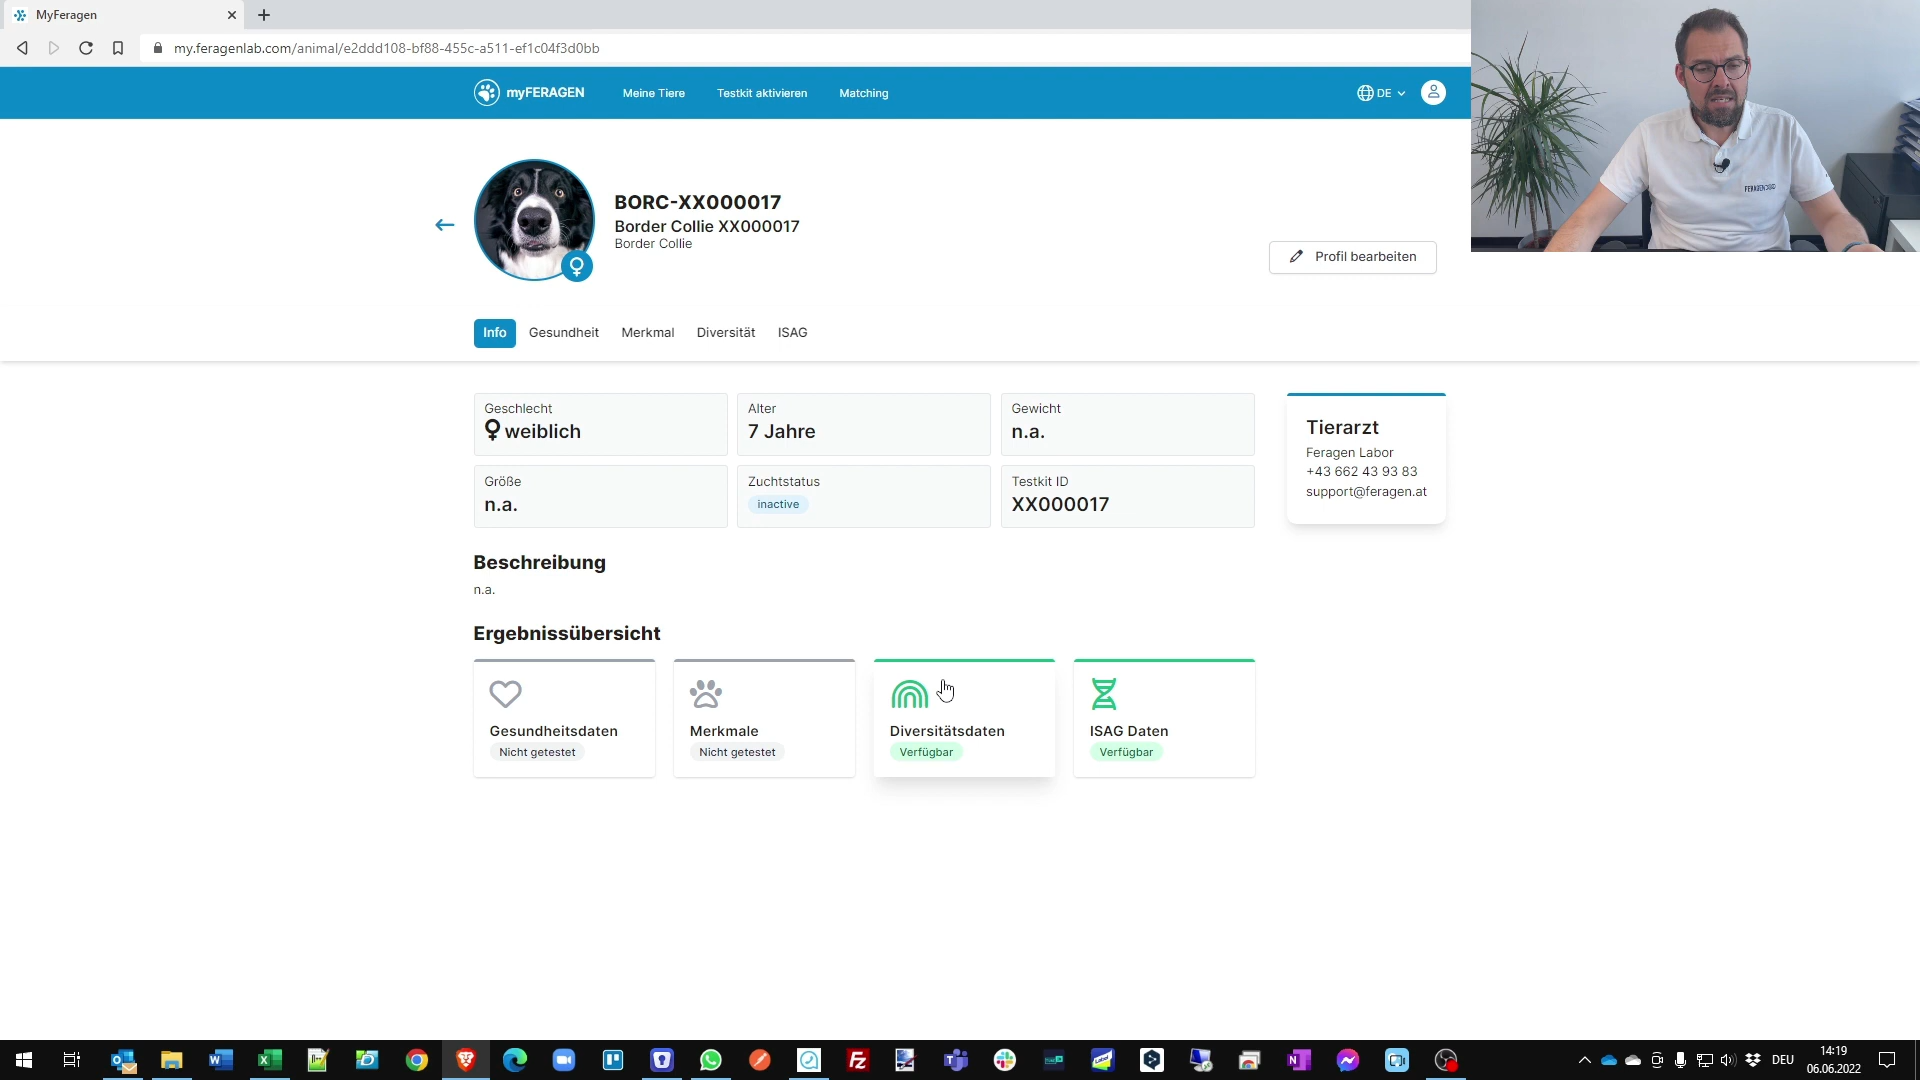 MyFeragen
my.feragenlab.com/animal/e2ddd108-bf88-455c-a511-ef1c04f3d0bb
myFERAGEN
Meine Tiere
Testkit aktivieren
Matching
DE
BORC-XX000017
Border Collie XX000017
Border Collie
Profil bearbeiten
Info
Gesundheit
Merkmal
Diversität
ISAG
Geschlecht
weiblich
Alter
7 Jahre
Gewicht
n.a.
Größe
n.a.
Zuchtstatus
inactive
Testkit ID
XX000017
Tierarzt
Feragen Labor
+43 662 43 93 83
support@feragen.at
Beschreibung
n.a.
Ergebnissübersicht
Gesundheitsdaten
Nicht getestet
Merkmale
Nicht getestet
Diversitätsdaten
Verfügbar
ISAG Daten
Verfügbar
DEU
14:19
06.06.2022